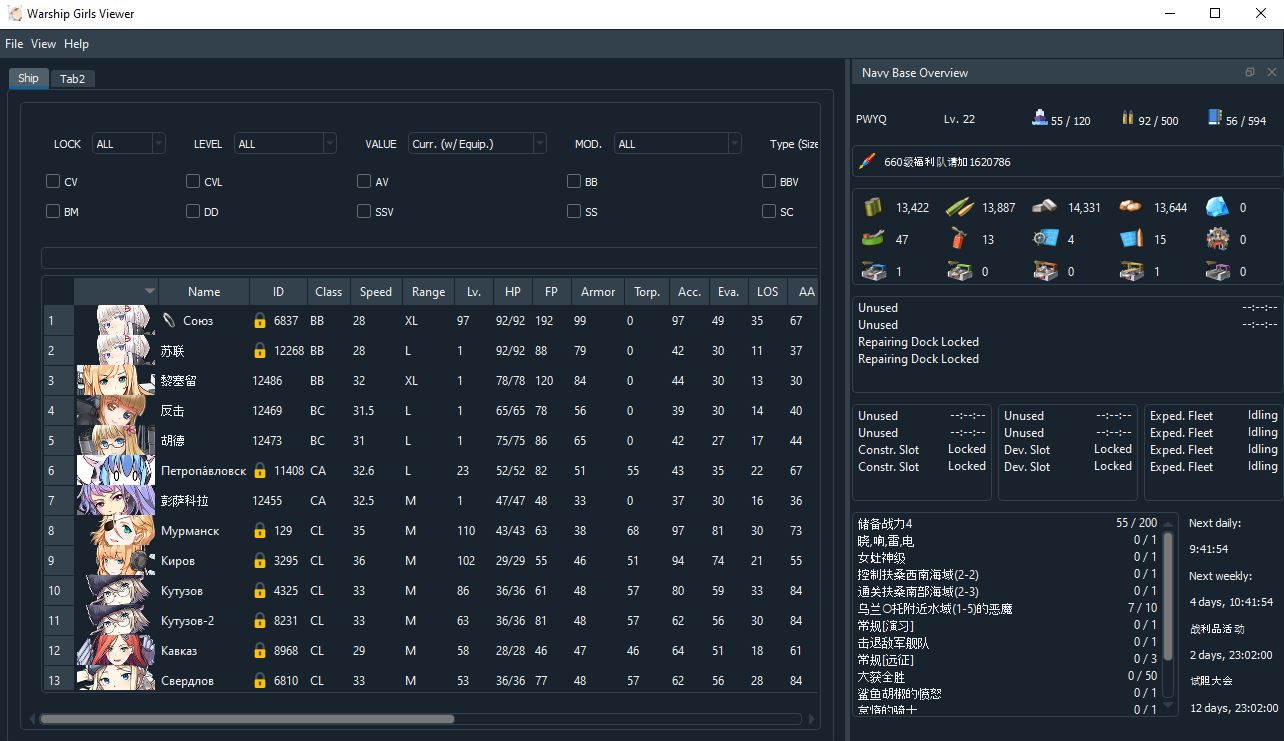 Warship Girls Viewer
File View Help
Ship Tab2
LOCK ALL LEVEL ALL VALUE Curr. (w/ Equip.) MOD. ALL Type (Size
CV CVL AV BB BBV
BM DD SSV SS SC
Name ID Class Speed Range Lv. HP FP Armor Torp. Acc. Eva. LOS AA
1 Союз 6837 BB 28 XL 97 92/92 192 99 0 97 49 35 67
2 苏联 12268 BB 28 L 1 92/92 88 79 0 42 30 11 37
3 黎塞留 12486 BB 32 XL 1 78/78 120 84 0 44 30 13 30
4 反击 12469 BC 31.5 L 1 65/65 78 56 0 39 30 14 40
5 胡德 12473 BC 31 L 1 75/75 86 65 0 42 27 17 44
6 Петропа́вловск 11408 CA 32.6 L 23 52/52 82 51 55 43 35 22 67
7 彭萨科拉 12455 CA 32.5 M 1 47/47 48 33 0 37 30 16 36
8 Мурманск 129 CL 35 M 110 43/43 63 38 68 97 81 30 73
9 Киров 3295 CL 36 M 102 29/29 55 46 51 94 74 21 55
10 Кутузов 4325 CL 33 M 86 36/36 61 48 57 80 59 33 84
11 Кутузов-2 8231 CL 33 M 63 36/36 81 48 57 62 56 30 84
12 Кавказ 8968 CL 29 M 58 28/28 46 47 46 64 51 18 61
13 Свердлов 6810 CL 33 M 53 36/36 77 48 57 62 56 28 84
Navy Base Overview
PWYQ Lv. 22 55 / 120 92 / 500 56 / 594
660级福利队请加1620786
13,422 13,887 14,331 13,644 0
47 13 4 15 0
1 0 0 1 0
Unused --:--:--
Unused --:--:--
Repairing Dock Locked
Repairing Dock Locked
Unused --:--:--
Unused --:--:--
Constr. Slot Locked
Constr. Slot Locked
Unused --:--:--
Unused --:--:--
Dev. Slot Locked
Dev. Slot Locked
Exped. Fleet Idling
Exped. Fleet Idling
Exped. Fleet Idling
Exped. Fleet Idling
储备战力4 55 / 200
晓,响,雷,电 0 / 1
女灶神级 0 / 1
控制扶桑西南海域(2-2) 0 / 1
通关扶桑南部海域(2-3) 0 / 1
乌兰O托附近水域(1-5)的恶魔 7 / 10
常规[演习] 0 / 1
击退敌军舰队 0 / 1
常规[远征] 0 / 3
大获全胜 0 / 50
鲨鱼胡椒的愤怒 0 / 1
怠惰的骑士 0 / 1
Next daily:
9:41:54
Next weekly:
4 days, 10:41:54
战利品活动
2 days, 23:02:00
试胆大会
12 days, 23:02:00